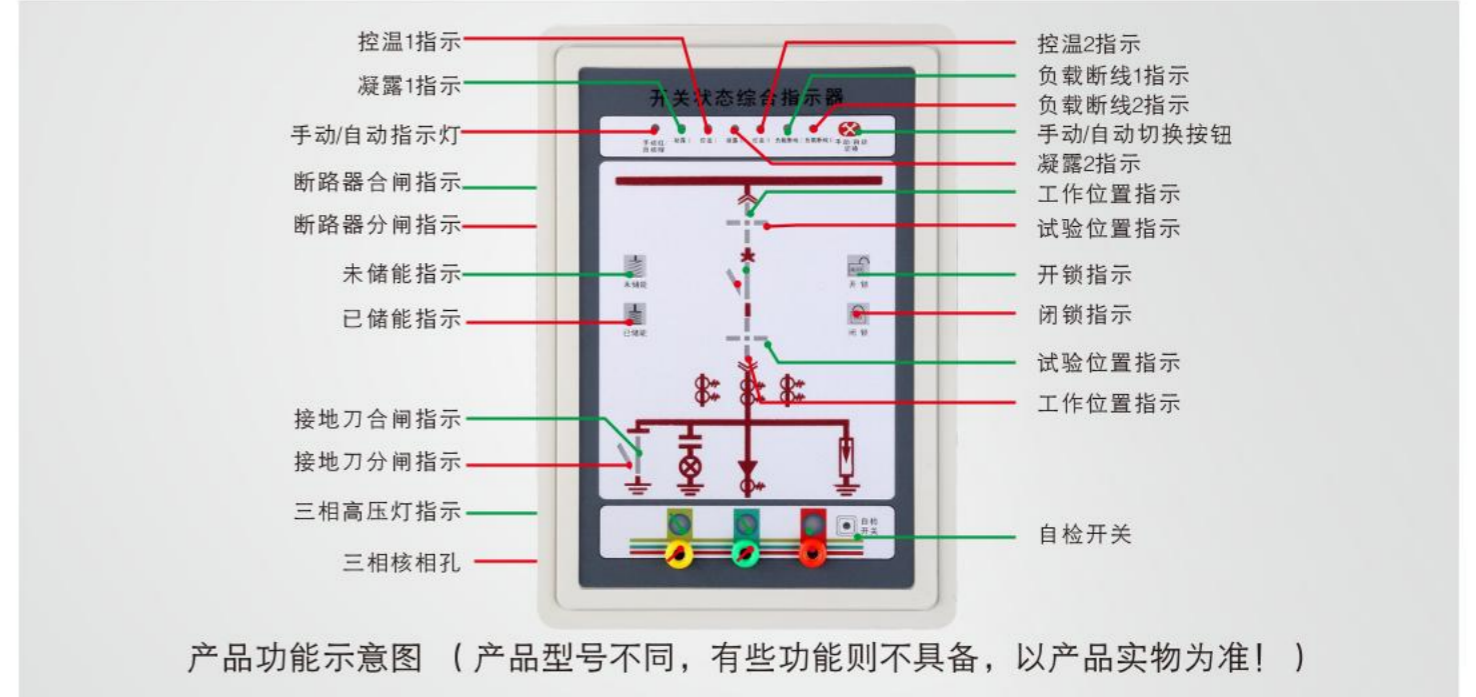 控温1指示
凝露1指示
手动/自动指示灯
断路器合闸指示
断路器分闸指示
未储能指示
已储能指示
接地刀合闸指示
接地刀分闸指示
三相高压灯指示
三相核相孔
开关状态综合指示器
未储能
已储能
开 锁
闭 锁
自检
开关
控温2指示
负载断线1指示
负载断线2指示
手动/自动切换按钮
凝露2指示
工作位置指示
试验位置指示
开锁指示
闭锁指示
试验位置指示
工作位置指示
自检开关
产品功能示意图 （产品型号不同，有些功能则不具备，以产品实物为准！）